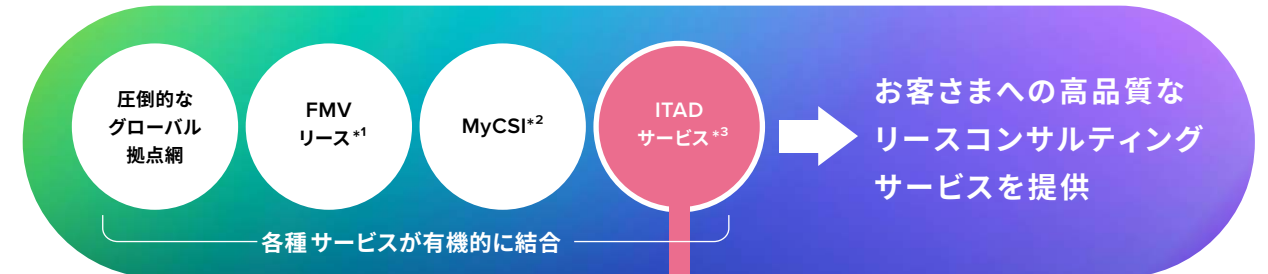 圧倒的な
グローバル
拠点網
FMV
リース*1
MyCSI*2
ITAD
サービス*3
各種サービスが有機的に結合
お客さまへの高品質な
リースコンサルティング
サービスを提供